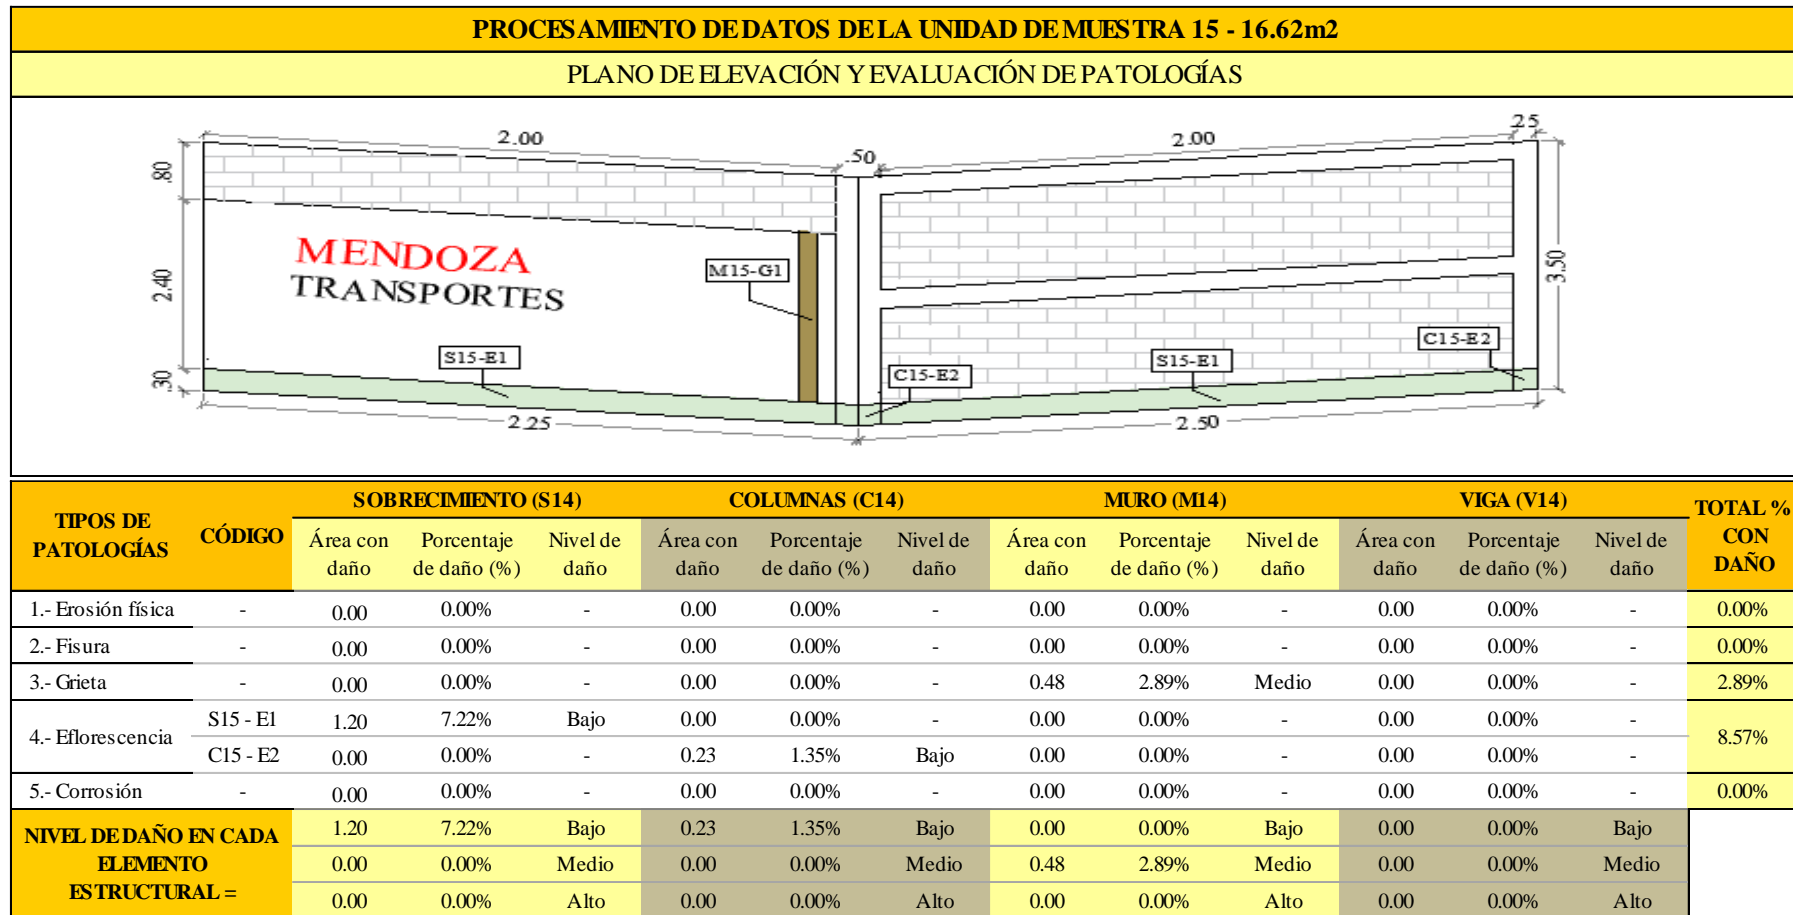 PROCESAMIENTO DE DATOS DE LA UNIDAD DE MUESTRA 15 - 16.62m2
PLANO DE ELEVACIÓN Y EVALUACIÓN DE PATOLOGÍAS
2.00 .50 2.00 .25
.80
2.40
.30
3.50
MENDOZA
TRANSPORTES
M15-G1
S15-E1
C15-E2
S15-E1
C15-E2
2.25 2.50
TIPOS DE PATOLOGÍAS CÓDIGO SOBRECIMIENTO (S14) COLUMNAS (C14) MURO (M14) VIGA (V14) TOTAL % CON DAÑO
Área con daño Porcentaje de daño (%) Nivel de daño Área con daño Porcentaje de daño (%) Nivel de daño Área con daño Porcentaje de daño (%) Nivel de daño Área con daño Porcentaje de daño (%) Nivel de daño
1.- Erosión física - 0.00 0.00% - 0.00 0.00% - 0.00 0.00% - 0.00 0.00% - 0.00%
2.- Fisura - 0.00 0.00% - 0.00 0.00% - 0.00 0.00% - 0.00 0.00% - 0.00%
3.- Grieta - 0.00 0.00% - 0.00 0.00% - 0.48 2.89% Medio 0.00 0.00% - 2.89%
4.- Eflorescencia S15 - E1 1.20 7.22% Bajo 0.00 0.00% - 0.00 0.00% - 0.00 0.00% - 8.57%
C15 - E2 0.00 0.00% - 0.23 1.35% Bajo 0.00 0.00% - 0.00 0.00% -
5.- Corrosión - 0.00 0.00% - 0.00 0.00% - 0.00 0.00% - 0.00 0.00% - 0.00%
NIVEL DE DAÑO EN CADA ELEMENTO ESTRUCTURAL = 1.20 7.22% Bajo 0.23 1.35% Bajo 0.00 0.00% Bajo 0.00 0.00% Bajo
0.00 0.00% Medio 0.00 0.00% Medio 0.48 2.89% Medio 0.00 0.00% Medio
0.00 0.00% Alto 0.00 0.00% Alto 0.00 0.00% Alto 0.00 0.00% Alto